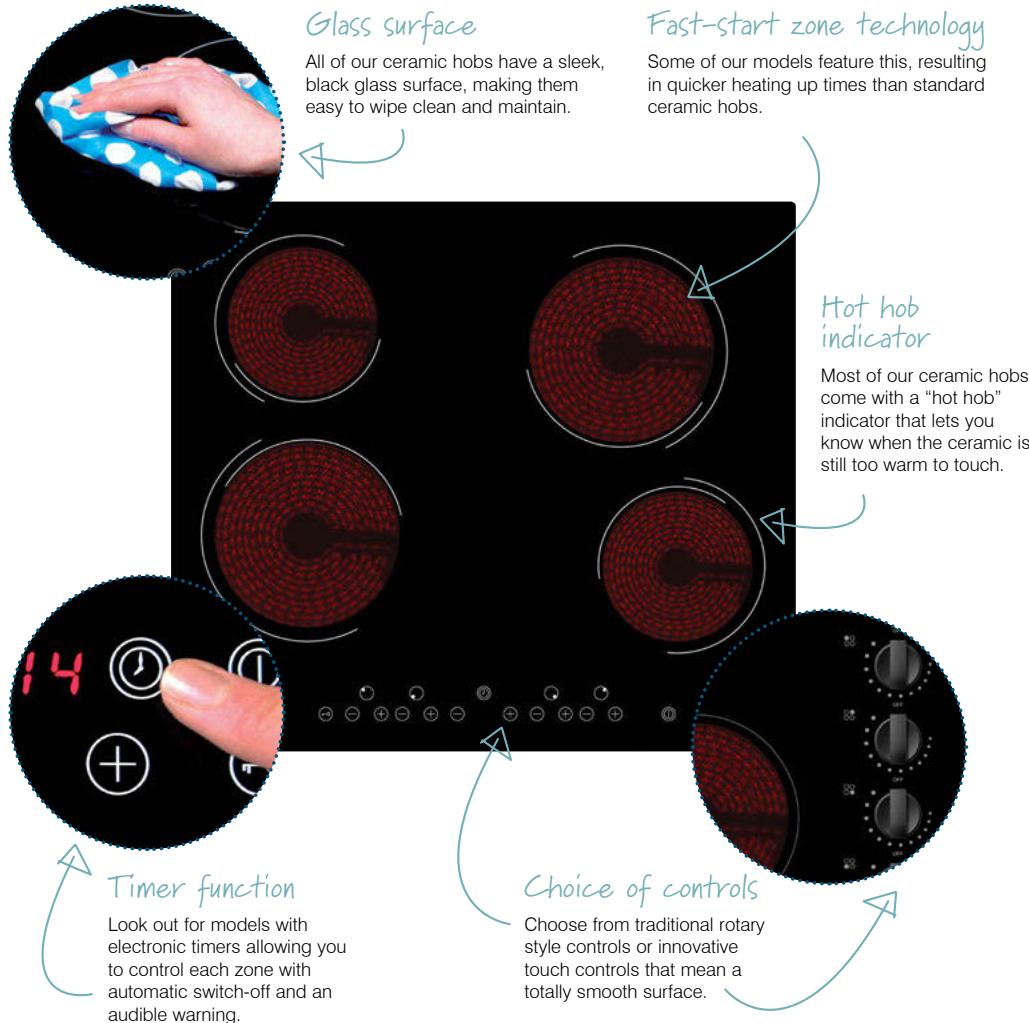 Glass surface
All of our ceramic hobs have a sleek,
black glass surface, making them
easy to wipe clean and maintain.
Fast-start zone technology
Some of our models feature this, resulting
in quicker heating up times than standard
ceramic hobs.
Hot hob
indicator
Most of our ceramic hobs
come with a “hot hob”
indicator that lets you
know when the ceramic is
still too warm to touch.
14
OFF
OFF
OFF
Timer function
Look out for models with
electronic timers allowing you
to control each zone with
automatic switch-off and an
audible warning.
Choice of controls
Choose from traditional rotary
style controls or innovative
touch controls that mean a
totally smooth surface.